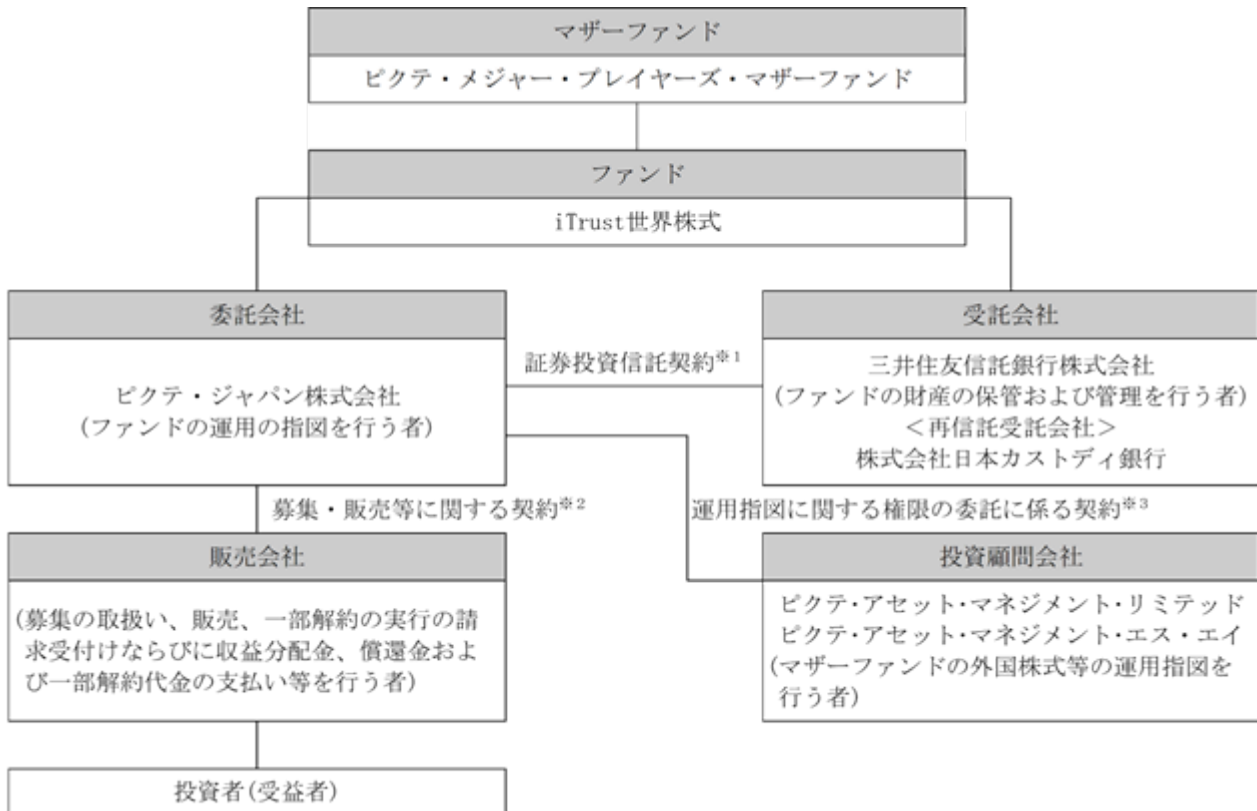 マザーファンド
ピクテ・メジャー・プレイヤーズ・マザーファンド
ファンド
iTrust世界株式
委託会社
ピクテ・ジャパン株式会社
(ファンドの運用の指図を行う者)
証券投資信託契約※1
受託会社
三井住友信託銀行株式会社
(ファンドの財産の保管および管理を行う者)
＜再信託受託会社＞
株式会社日本カストディ銀行
募集・販売等に関する契約※2
運用指図に関する権限の委託に係る契約※3
販売会社
(募集の取扱い、販売、一部解約の実行の請
求受付けならびに収益分配金、償還金およ
び一部解約代金の支払い等を行う者)
投資顧問会社
ピクテ・アセット・マネジメント・リミテッド
ピクテ・アセット・マネジメント・エス・エイ
(マザーファンドの外国株式等の運用指図を
行う者)
投資者(受益者)